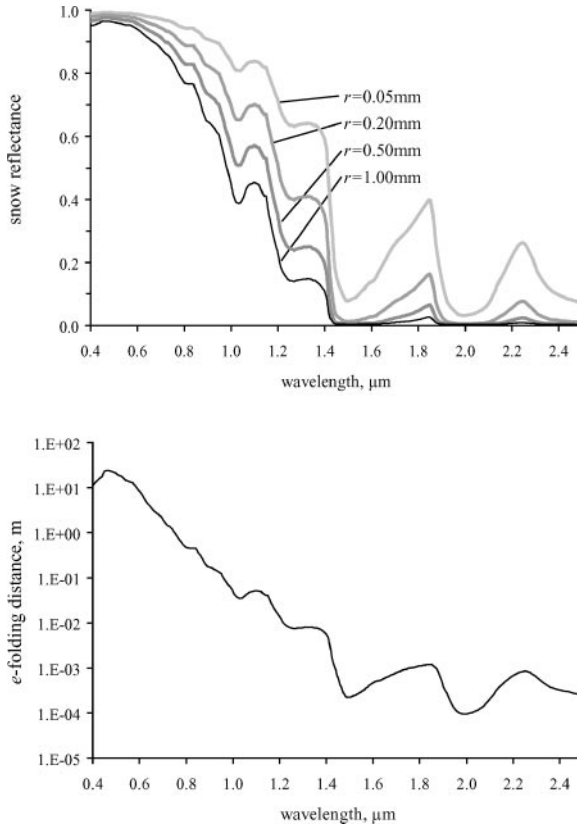 snow reflectance
1.0
0.8
0.6
0.4
0.2
0.0
r=0.05mm
r=0.20mm
r=0.50mm
r=1.00mm
0.4 0.6 0.8 1.0 1.2 1.4 1.6 1.8 2.0 2.2 2.4
wavelength, µm
e-folding distance, m
1.E+02
1.E+01
1.E+00
1.E-01
1.E-02
1.E-03
1.E-04
1.E-05
0.4 0.6 0.8 1.0 1.2 1.4 1.6 1.8 2.0 2.2 2.4
wavelength, µm